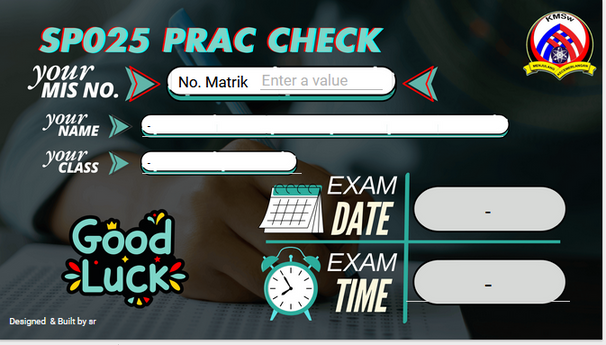 SP025 PRAC CHECK
KMSw
your
MIS NO.
No. Matrik Enter a value
your
NAME
-
your
CLASS
-
EXAM
DATE
-
EXAM
TIME
-
Good
Luck
Designed & Built by sr